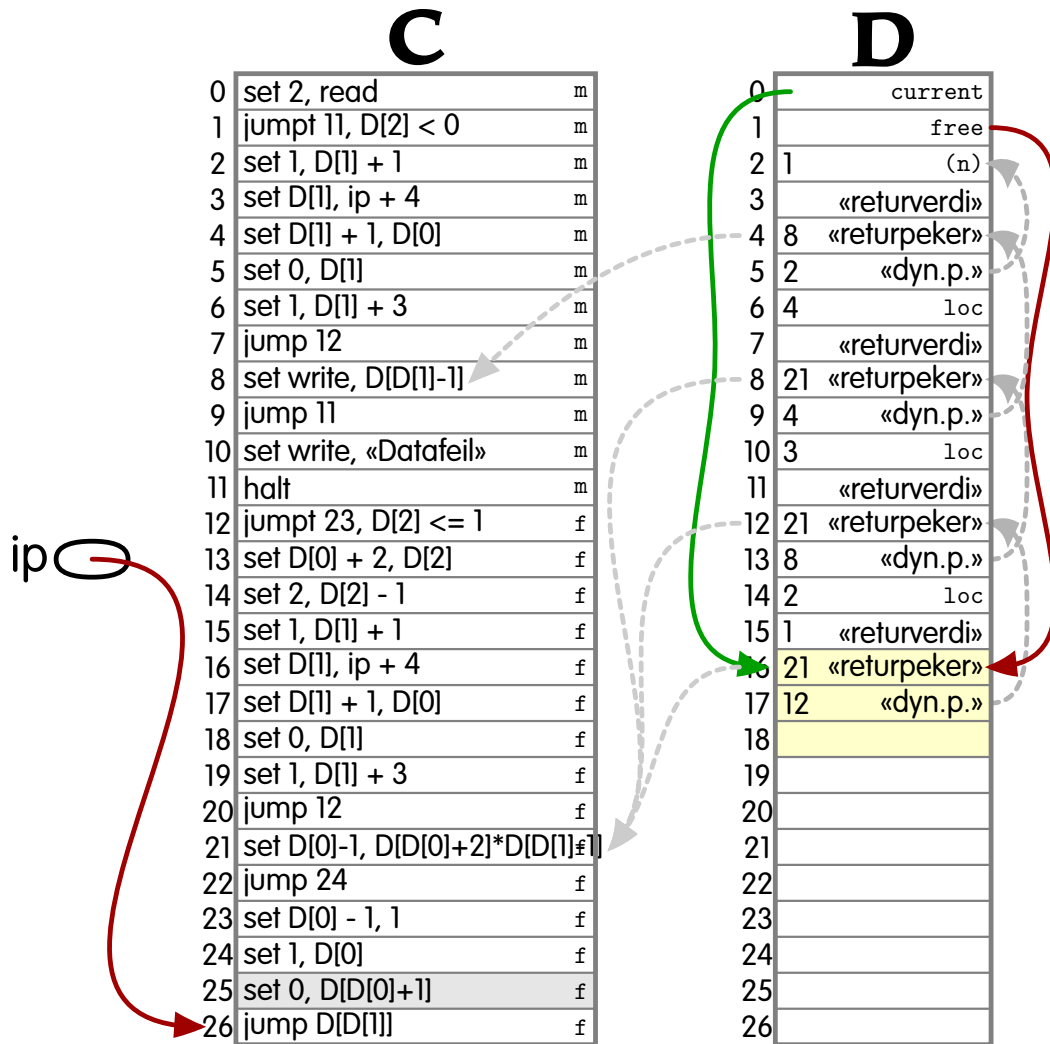 C
0 set 2, read m
1 jumpt 11, D[2] < 0 m
2 set 1, D[1] + 1 m
3 set D[1], ip + 4 m
4 set D[1] + 1, D[0] m
5 set 0, D[1] m
6 set 1, D[1] + 3 m
7 jump 12 m
8 set write, D[D[1]-1] m
9 jump 11 m
10 set write, «Datafeil» m
11 halt m
12 jumpt 23, D[2] <= 1 f
13 set D[0] + 2, D[2] f
14 set 2, D[2] - 1 f
15 set 1, D[1] + 1 f
16 set D[1], ip + 4 f
17 set D[1] + 1, D[0] f
18 set 0, D[1] f
19 set 1, D[1] + 3 f
20 jump 12 f
21 set D[0]-1, D[D[0]+2]*D[D[1]-1] f
22 jump 24 f
23 set D[0] - 1, 1 f
24 set 1, D[0] f
25 set 0, D[D[0]+1] f
26 jump D[D[1]] f
ip
D
0 current
1 free
2 1 (n)
3 «returverdi»
4 8 «returpeker»
5 2 «dyn.p.»
6 4 loc
7 «returverdi»
8 21 «returpeker»
9 4 «dyn.p.»
10 3 loc
11 «returverdi»
12 21 «returpeker»
13 8 «dyn.p.»
14 2 loc
15 1 «returverdi»
16 21 «returpeker»
17 12 «dyn.p.»
18
19
20
21
22
23
24
25
26